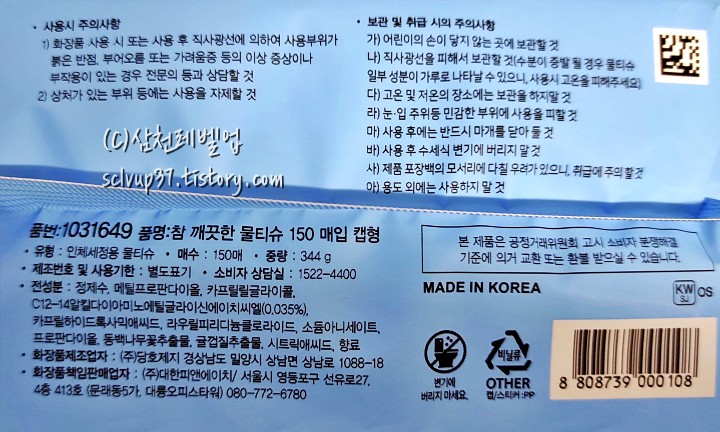 • 사용시 주의사항
1) 화장품 사용 시 또는 사용 후 직사광선에 의하여 사용부위가
붉은 반점, 부어오름 또는 가려움증 등의 이상 증상이나
부작용이 있는 경우 전문의 등과 상담할 것
2) 상처가 있는 부위 등에는 사용을 자제할 것
• 보관 및 취급 시의 주의사항
가) 어린이의 손이 닿지 않는 곳에 보관할 것
나) 직사광선을 피해서 보관할 것(수분이 증발 될 경우 물티슈
일부 성분이 가루로 나타날 수 있으니, 사용시 고온을 피해주세요)
다) 고온 및 저온의 장소에는 보관을 하지말 것
라) 눈·입 주위등 민감한 부위에 사용을 피할 것
마) 사용 후에는 반드시 마개를 닫아 둘 것
바) 사용 후 수세식 변기에 버리지 말 것
사) 제품 포장백의 모서리에 다칠 우려가 있으니, 취급에 주의할 것
아) 용도 외에는 사용하지 말 것
(C)삼천레벨업
sclvup37.tistory.com
품번:1031649 품명:참 깨끗한 물티슈 150 매입 캡형
• 유형 : 인체세정용 물티슈 • 매수 : 150매 • 중량 : 344 g
• 제조번호 및 사용기한 : 별도표기 • 소비자 상담실 : 1522-4400
• 전성분 : 정제수, 메틸프로판다이올, 카프릴릴글라이콜,
C12-14알킬다이아미노에틸글라이신에이치씨엘(0.035%),
카프릴하이드록사믹애씨드, 라우릴피리디늄클로라이드, 소듐아니세이트,
프로판다이올, 동백나무꽃추출물, 귤껍질추출물, 시트릭애씨드, 향료
• 화장품제조업자 : (주)당호제지 경상남도 밀양시 상남면 상남로 1088-18
• 화장품책임판매업자 : (주)대한피앤에이치/ 서울시 영등포구 선유로27,
4층 413호 (문래동5가, 대룡오피스타워) 080-772-6780
본 제품은 공정거래위원회 고시 소비자 분쟁해결
기준에 의거 교환 또는 환불 받으실 수 있습니다.
MADE IN KOREA
KW
SJ
OS
변기에
버리지 마세요.
비닐류
OTHER
캡/스티커 : PP
8 808739 000108